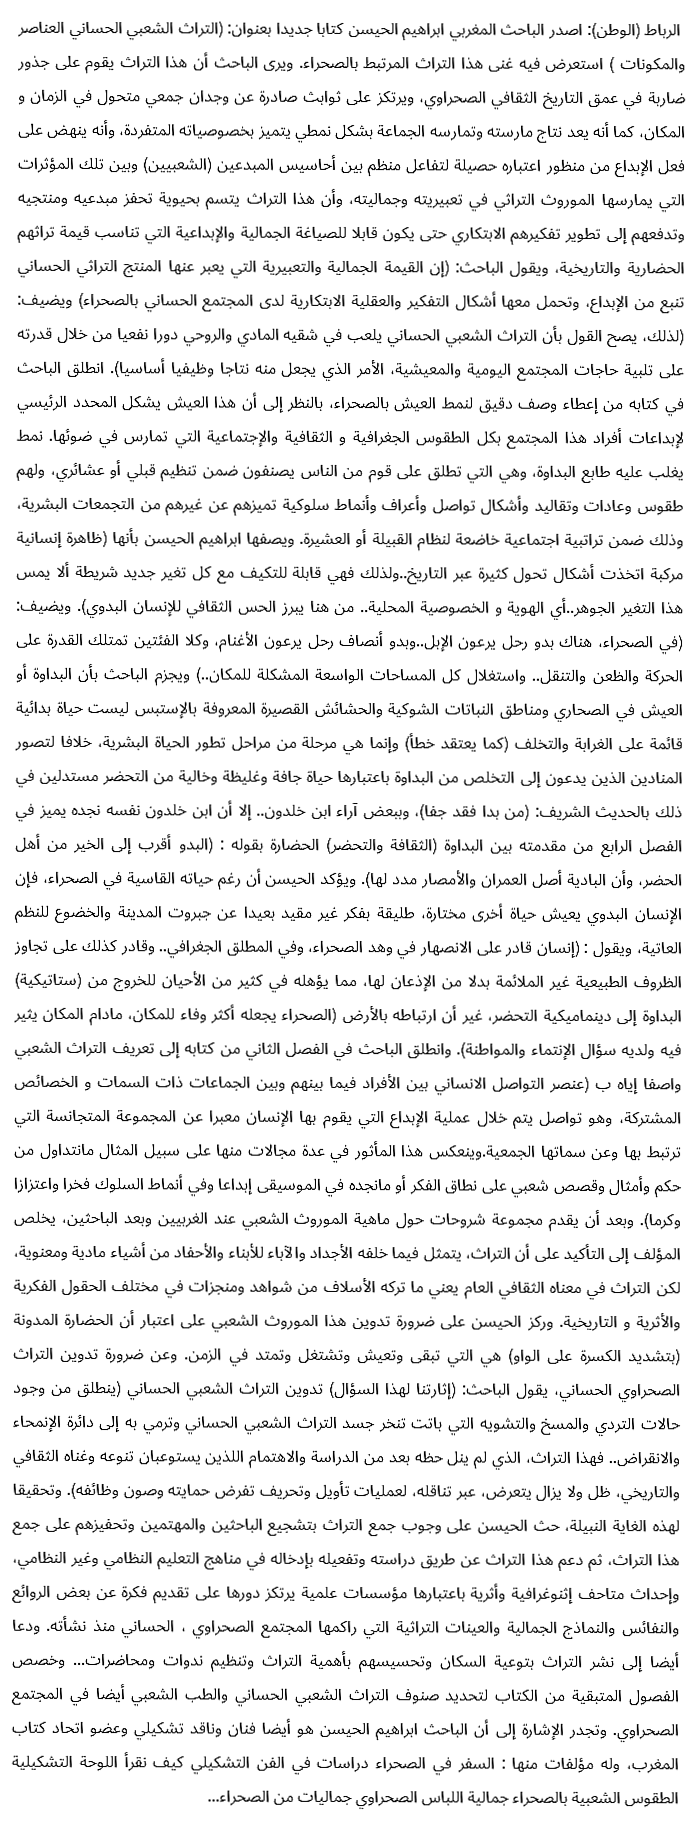 الرباط (الوطن): اصدر الباحث المغربي ابراهيم الحيسن كتابا جديدا بعنوان: (التراث الشعبي الحساني العناصر
والمكونات ) استعرض فيه غنى هذا التراث المرتبط بالصحراء. ويرى الباحث أن هذا التراث يقوم على جذور
ضاربة في عمق التاريخ الثقافي الصحراوي، ويرتكز على ثوابث صادرة عن وجدان جمعي متحول في الزمان و
المكان، كما أنه يعد نتاج مارسته وتمارسه الجماعة بشكل نمطي يتميز بخصوصياته المتفردة، وأنه ينهض على
فعل الإبداع من منظور اعتباره حصيلة لتفاعل منظم بين أحاسيس المبدعين (الشعبيين) وبين تلك المؤثرات
التي يمارسها الموروث التراثي في تعبيريته وجماليته، وأن هذا التراث يتسم بحيوية تحفز مبدعيه ومنتجيه
وتدفعهم إلى تطوير تفكيرهم الابتكاري حتى يكون قابلا للصياغة الجمالية والإبداعية التي تناسب قيمة تراثهم
الحضارية والتاريخية، ويقول الباحث: (إن القيمة الجمالية والتعبيرية التي يعبر عنها المنتج التراثي الحساني
تنبع من الإبداع، وتحمل معها أشكال التفكير والعقلية الابتكارية لدى المجتمع الحساني بالصحراء) ويضيف:
(لذلك، يصح القول بأن التراث الشعبي الحساني يلعب في شقيه المادي والروحي دورا نفعيا من خلال قدرته
على تلبية حاجات المجتمع اليومية والمعيشية، الأمر الذي يجعل منه نتاجا وظيفيا أساسيا). انطلق الباحث
في كتابه من إعطاء وصف دقيق لنمط العيش بالصحراء، بالنظر إلى أن هذا العيش يشكل المحدد الرئيسي
لإبداعات أفراد هذا المجتمع بكل الطقوس الجغرافية و الثقافية والإجتماعية التي تمارس في ضوئها. نمط
يغلب عليه طابع البداوة، وهي التي تطلق على قوم من الناس يصنفون ضمن تنظيم قبلي أو عشائري، ولهم
طقوس وعادات وتقاليد وأشكال تواصل وأعراف وأنماط سلوكية تميزهم عن غيرهم من التجمعات البشرية،
وذلك ضمن تراتبية اجتماعية خاضعة لنظام القبيلة أو العشيرة. ويصفها ابراهيم الحيسن بأنها (ظاهرة إنسانية
مركبة اتخذت أشكال تحول كثيرة عبر التاريخ..ولذلك فهي قابلة للتكيف مع كل تغير جديد شريطة ألا يمس
هذا التغير الجوهر..أي الهوية و الخصوصية المحلية.. من هنا يبرز الحس الثقافي للإنسان البدوي). ويضيف:
(في الصحراء، هناك بدو رحل يرعون الإبل..وبدو أنصاف رحل يرعون الأغنام، وكلا الفئتين تمتلك القدرة على
الحركة والظعن والتنقل.. واستغلال كل المساحات الواسعة المشكلة للمكان..) ويجزم الباحث بأن البداوة أو
العيش في الصحاري ومناطق النباتات الشوكية والحشائش القصيرة المعروفة بالإستبس ليست حياة بدائية
قائمة على الغرابة والتخلف (كما يعتقد خطأ) وإنما هي مرحلة من مراحل تطور الحياة البشرية، خلافا لتصور
المنادين الذين يدعون إلى التخلص من البداوة باعتبارها حياة جافة وغليظة وخالية من التحضر مستدلين في
ذلك بالحديث الشريف: (من بدا فقد جفا)، وببعض آراء ابن خلدون.. إلا أن ابن خلدون نفسه نجده يميز في
الفصل الرابع من مقدمته بين البداوة (الثقافة والتحضر) الحضارة بقوله : (البدو أقرب إلى الخير من أهل
الحضر، وأن البادية أصل العمران والأمصار مدد لها). ويؤكد الحيسن أن رغم حياته القاسية في الصحراء، فإن
الإنسان البدوي يعيش حياة أخرى مختارة، طليقة بفكر غير مقيد بعيدا عن جبروت المدينة والخضوع للنظم
العاتية، ويقول : (إنسان قادر على الانصهار في وهد الصحراء، وفي المطلق الجغرافي.. وقادر كذلك على تجاوز
الظروف الطبيعية غير الملائمة بدلا من الإذعان لها، مما يؤهله في كثير من الأحيان للخروج من (ستاتيكية)
البداوة إلى ديناميكية التحضر، غير أن ارتباطه بالأرض (الصحراء يجعله أكثر وفاء للمكان، مادام المكان يثير
فيه ولديه سؤال الإنتماء والمواطنة). وانطلق الباحث في الفصل الثاني من كتابه إلى تعريف التراث الشعبي
واصفا إياه ب (عنصر التواصل الانساني بين الأفراد فيما بينهم وبين الجماعات ذات السمات و الخصائص
المشتركة، وهو تواصل يتم خلال عملية الإبداع التي يقوم بها الإنسان معبرا عن المجموعة المتجانسة التي
ترتبط بها وعن سماتها الجمعية.وينعكس هذا المأثور في عدة مجالات منها على سبيل المثال مانتداول من
حكم وأمثال وقصص شعبي على نطاق الفكر أو مانجده في الموسيقى إبداعا وفي أنماط السلوك فخرا واعتزازا
وكرما). وبعد أن يقدم مجموعة شروحات حول ماهية الموروث الشعبي عند الغربيين وبعد الباحثين، يخلص
المؤلف إلى التأكيد على أن التراث، يتمثل فيما خلفه الأجداد والآباء للأبناء والأحفاد من أشياء مادية ومعنوية،
لكن التراث في معناه الثقافي العام يعني ما تركه الأسلاف من شواهد ومنجزات في مختلف الحقول الفكرية
والأثرية و التاريخية. وركز الحيسن على ضرورة تدوين هذا الموروث الشعبي على اعتبار أن الحضارة المدونة
(بتشديد الكسرة على الواو) هي التي تبقى وتعيش وتشتغل وتمتد في الزمن. وعن ضرورة تدوين التراث
الصحراوي الحساني، يقول الباحث: (إثارتنا لهذا السؤال) تدوين التراث الشعبي الحساني (ينطلق من وجود
حالات التردي والمسخ والتشويه التي باتت تنخر جسد التراث الشعبي الحساني وترمي به إلى دائرة الإنمحاء
والانقراض.. فهذا التراث، الذي لم ينل حظه بعد من الدراسة والاهتمام اللذين يستوعبان تنوعه وغناه الثقافي
والتاريخي، ظل ولا يزال يتعرض، عبر تناقله، لعمليات تأويل وتحريف تفرض حمايته وصون وظائفه). وتحقيقا
لهذه الغاية النبيلة، حث الحيسن على وجوب جمع التراث بتشجيع الباحثين والمهتمين وتحفيزهم على جمع
هذا التراث، ثم دعم هذا التراث عن طريق دراسته وتفعيله بإدخاله في مناهج التعليم النظامي وغير النظامي،
وإحداث متاحف إثنوغرافية وأثرية باعتبارها مؤسسات علمية يرتكز دورها على تقديم فكرة عن بعض الروائع
والنفائس والنماذج الجمالية والعينات التراثية التي راكمها المجتمع الصحراوي ، الحساني منذ نشأته. ودعا
أيضا إلى نشر التراث بتوعية السكان وتحسيسهم بأهمية التراث وتنظيم ندوات ومحاضرات... وخصص
الفصول المتبقية من الكتاب لتحديد صنوف التراث الشعبي الحساني والطب الشعبي أيضا في المجتمع
الصحراوي. وتجدر الإشارة إلى أن الباحث ابراهيم الحيسن هو أيضا فنان وناقد تشكيلي وعضو اتحاد كتاب
المغرب، وله مؤلفات منها : السفر في الصحراء دراسات في الفن التشكيلي كيف نقرأ اللوحة التشكيلية
الطقوس الشعبية بالصحراء جمالية اللباس الصحراوي جماليات من الصحراء...